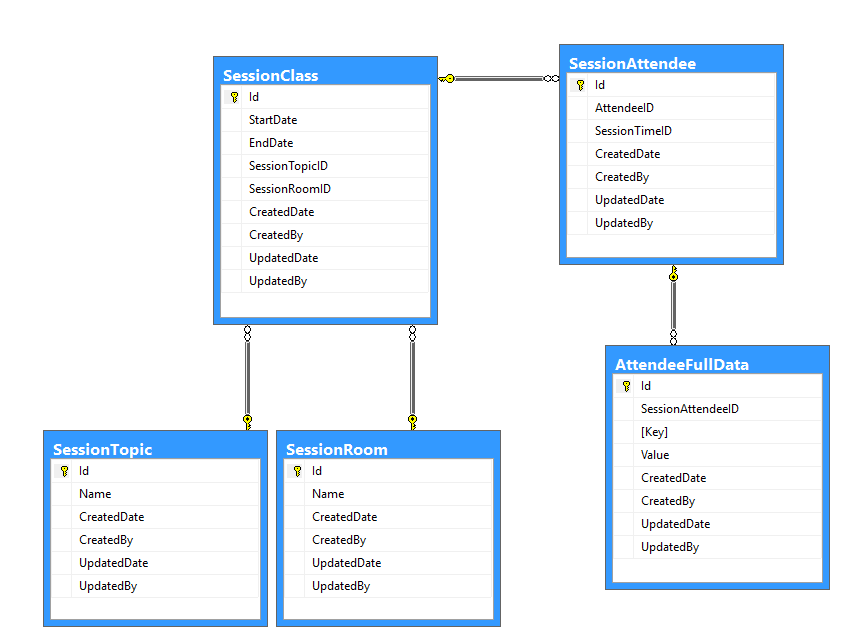 SessionClass
Id
StartDate
EndDate
SessionTopicID
SessionRoomID
CreatedDate
CreatedBy
UpdatedDate
UpdatedBy
SessionAttendee
Id
AttendeeID
SessionTimeID
CreatedDate
CreatedBy
UpdatedDate
UpdatedBy
SessionTopic
Id
Name
CreatedDate
CreatedBy
UpdatedDate
UpdatedBy
SessionRoom
Id
Name
CreatedDate
CreatedBy
UpdatedDate
UpdatedBy
AttendeeFullData
Id
SessionAttendeeID
[Key]
Value
CreatedDate
CreatedBy
UpdatedDate
UpdatedBy